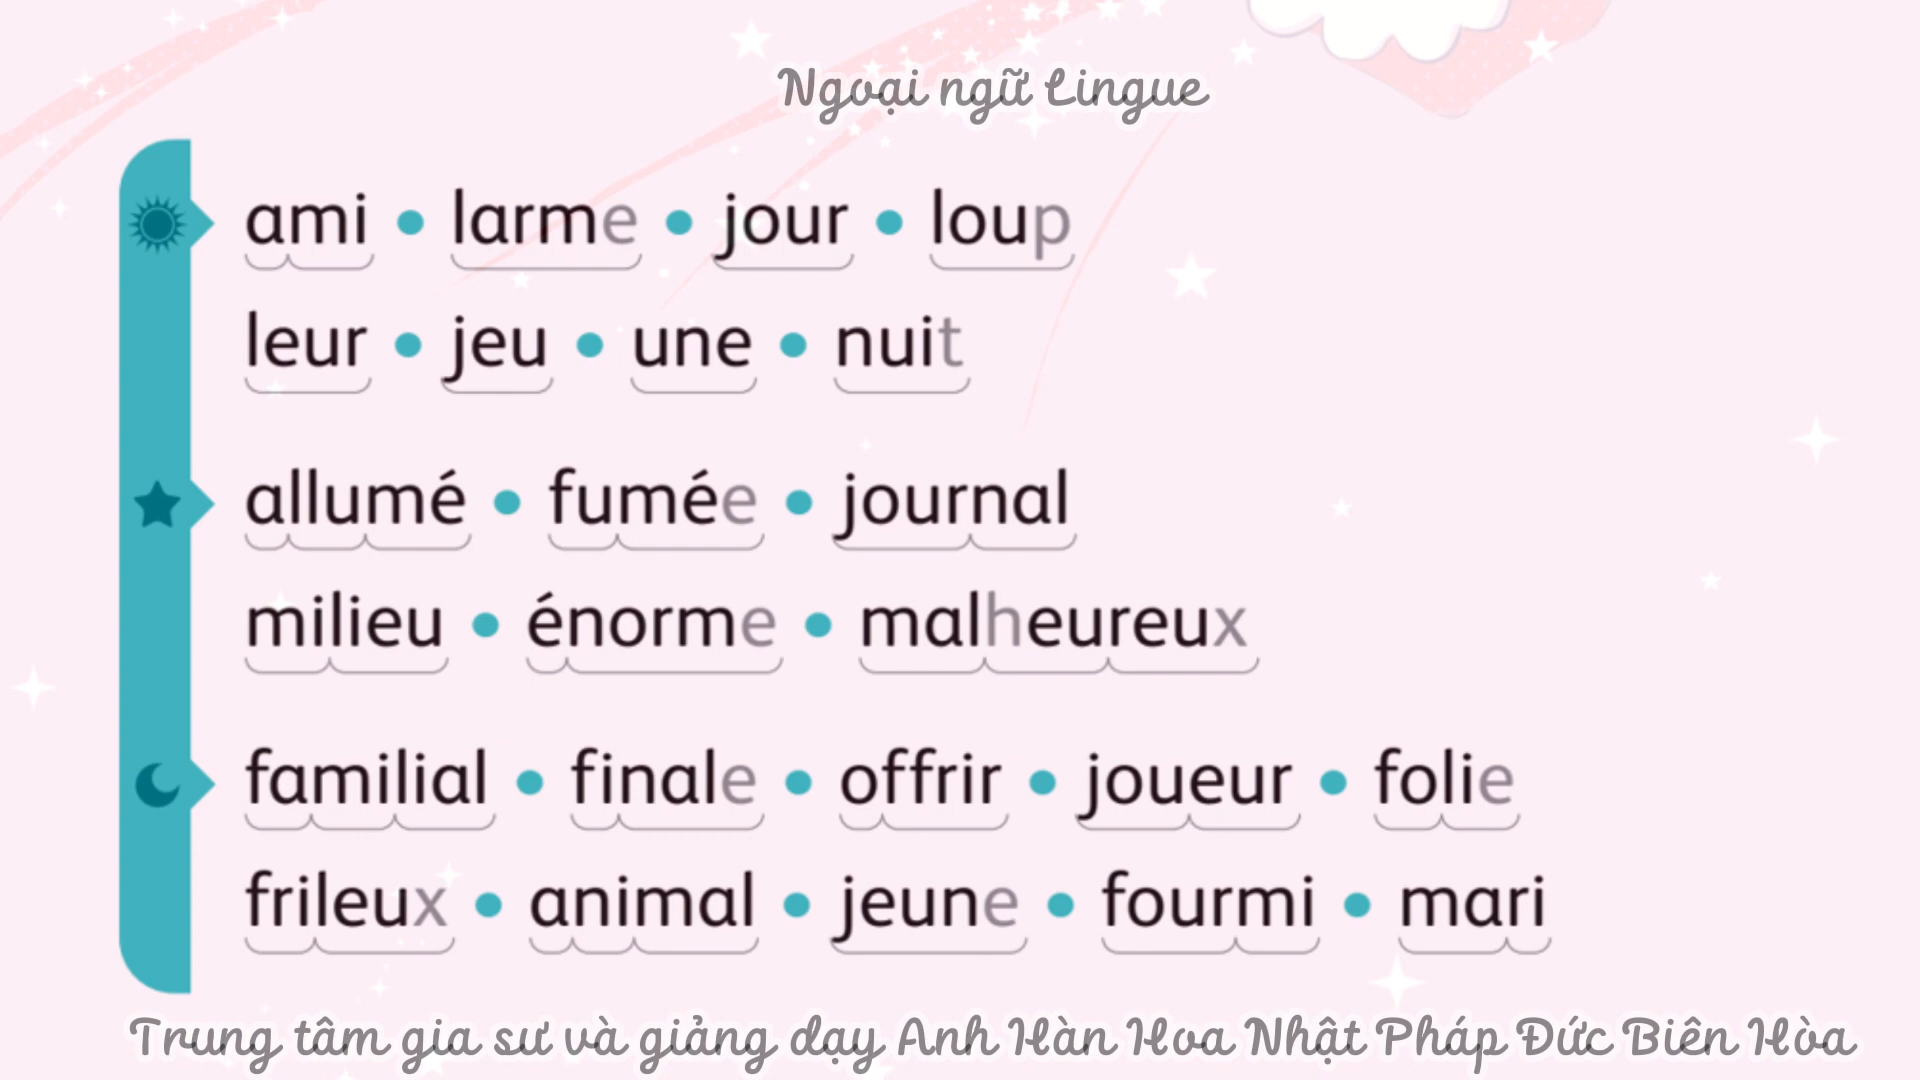 Ngoại ngữ Lingue
ami • larme • jour • loup
leur • jeu • une • nuit
allumé • fumée • journal
milieu • énorme • malheureux
familial • finale • offrir • joueur • folie
frileux • animal • jeune • fourmi • mari
Trung tâm gia sư và giảng dạy Anh Hàn Hoa Nhật Pháp Đức Biên Hòa